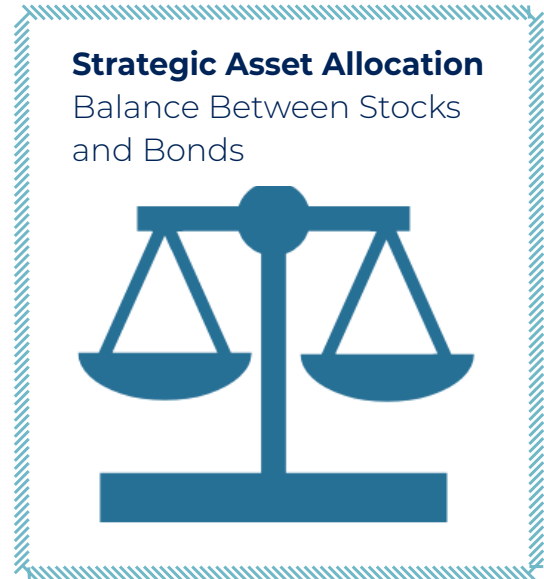 Strategic Asset Allocation
Balance Between Stocks
and Bonds